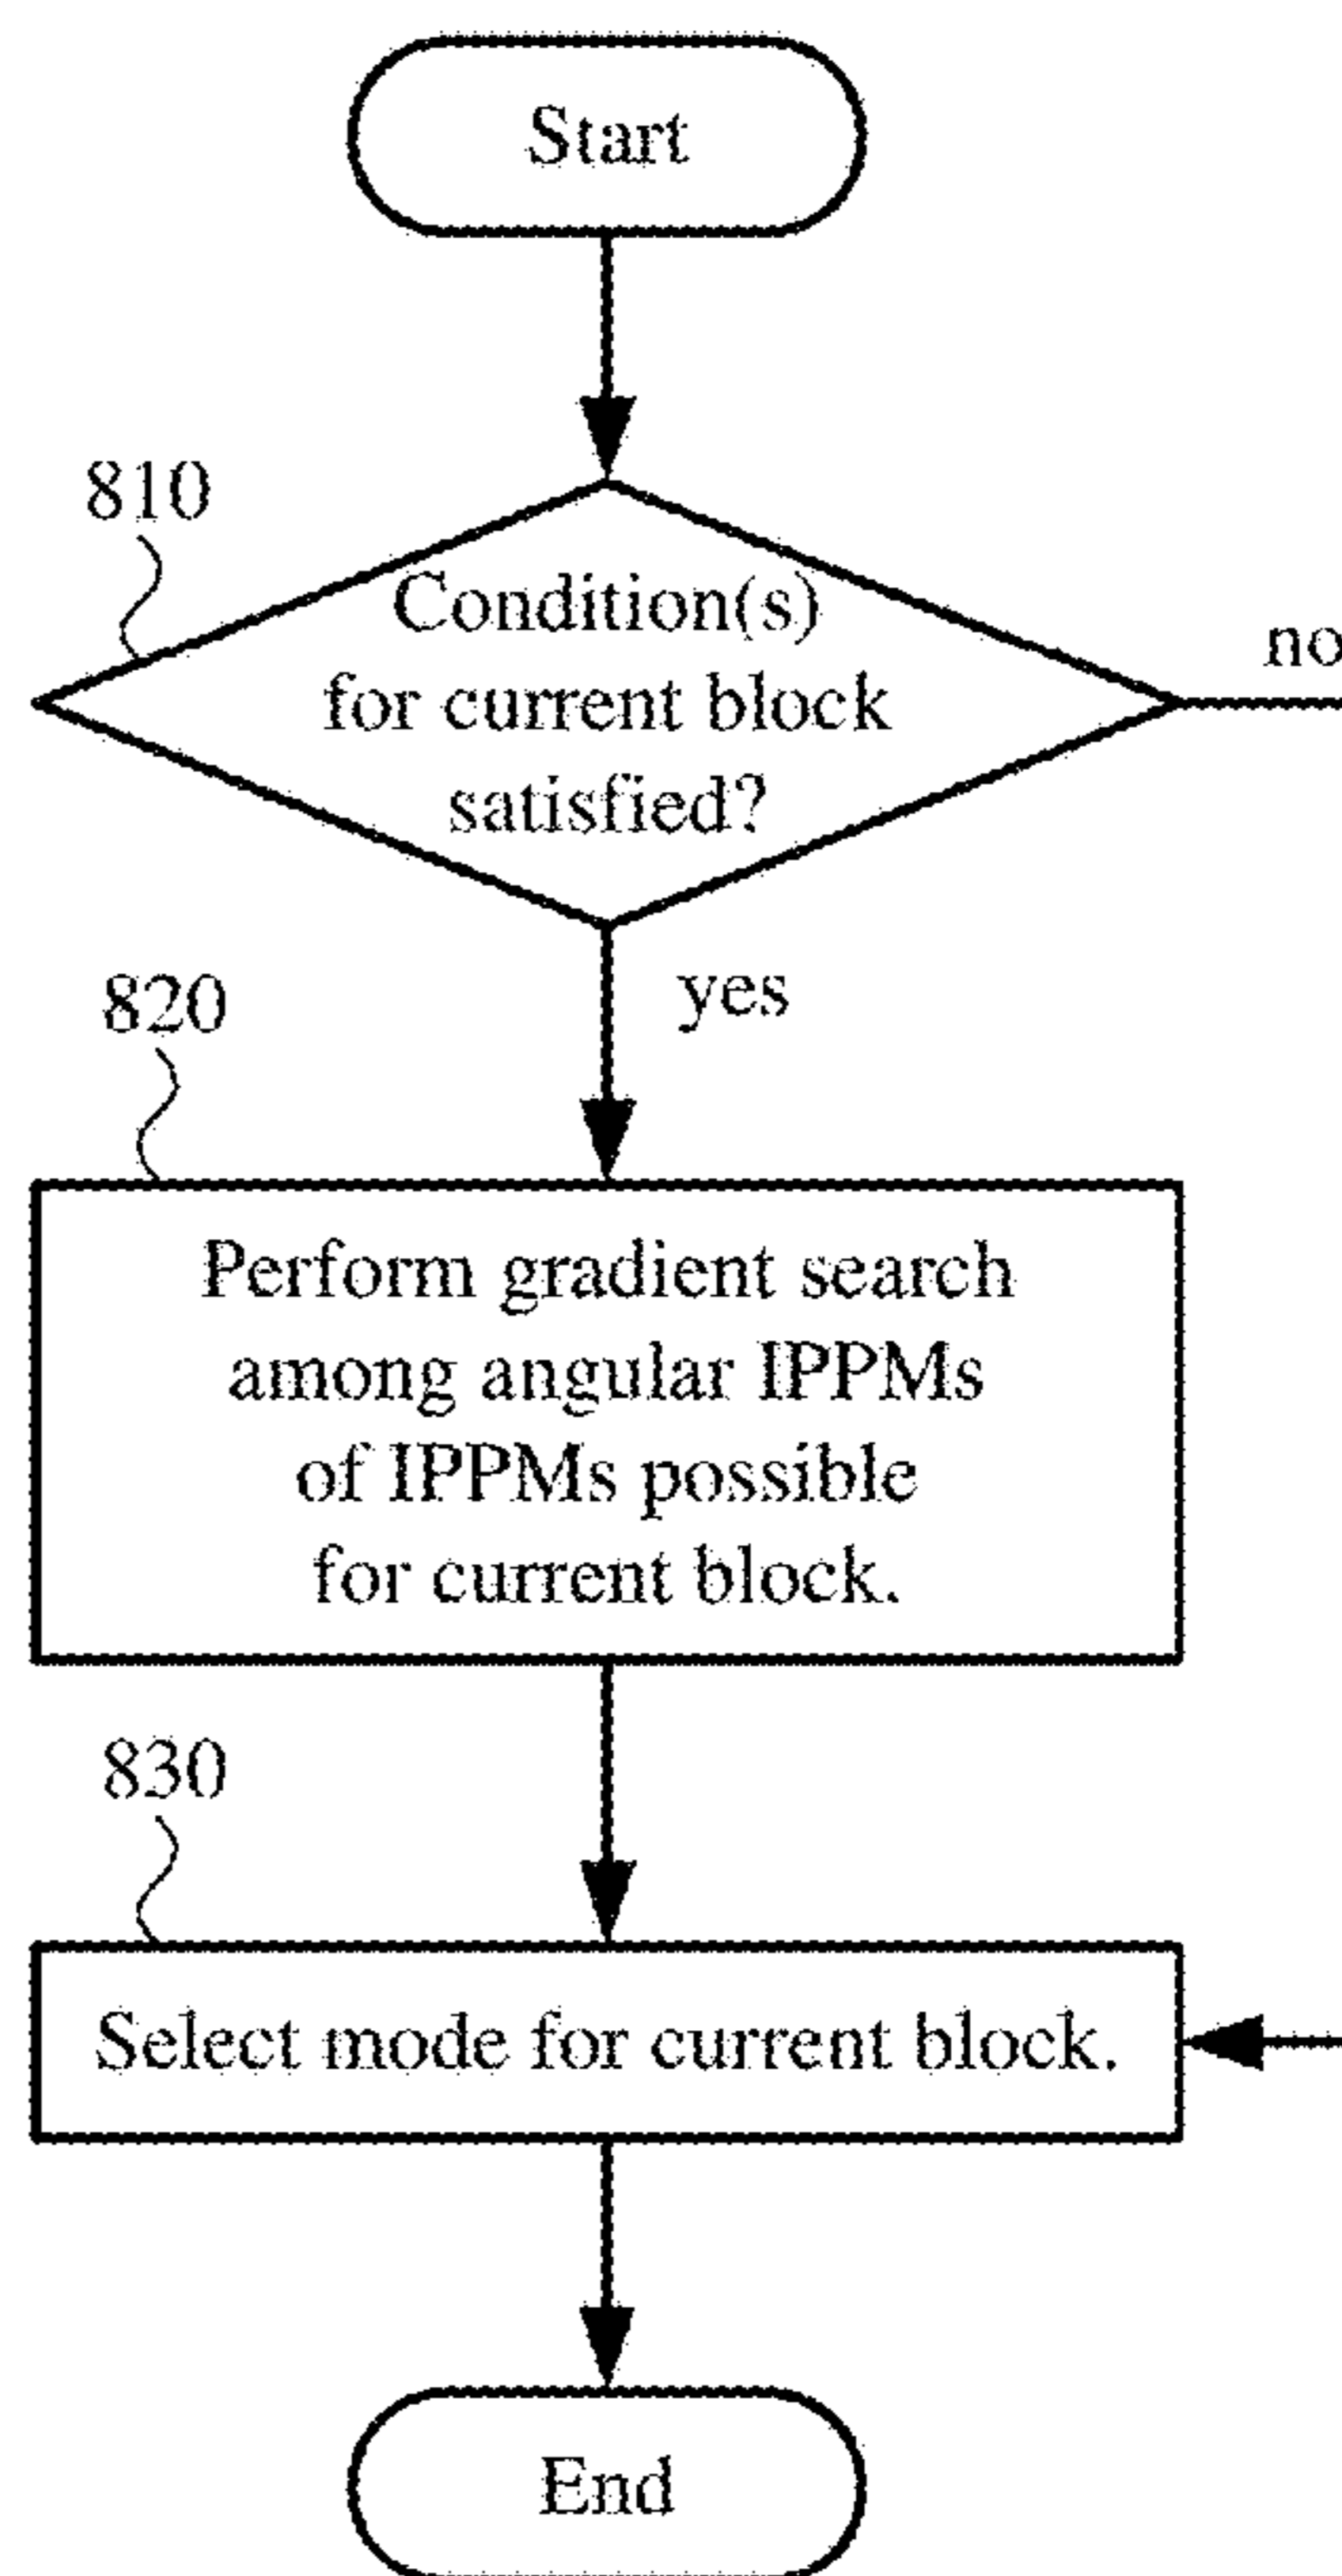 Start
810
Condition(s)
for current block
satisfied?
no
yes
820
Perform gradient search
among angular IPPMs
of IPPMs possible
for current block.
830
Select mode for current block.
End